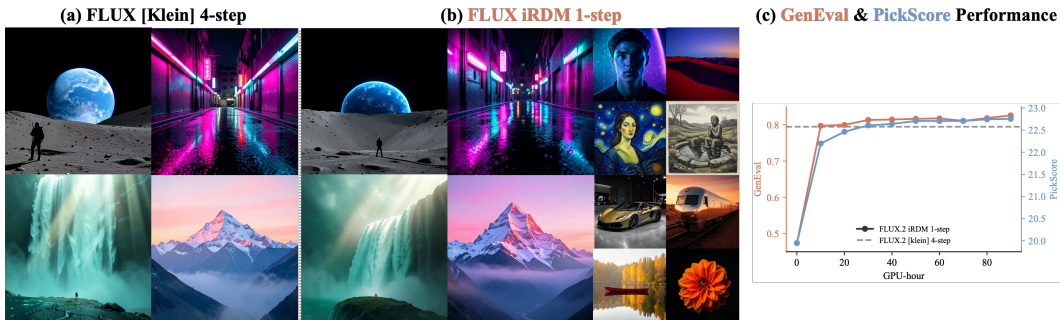 (a) FLUX [Klein] 4-step
(b) FLUX iRDM 1-step
(c) GenEval & PickScore Performance
GenEval
0.8
0.7
0.6
0.5
23.0
22.5
22.0
21.5
21.0
20.5
20.0
PickScore
FLUX.2 iRDM 1-step
FLUX.2 [klein] 4-step
0 20 40 60 80
GPU-hour